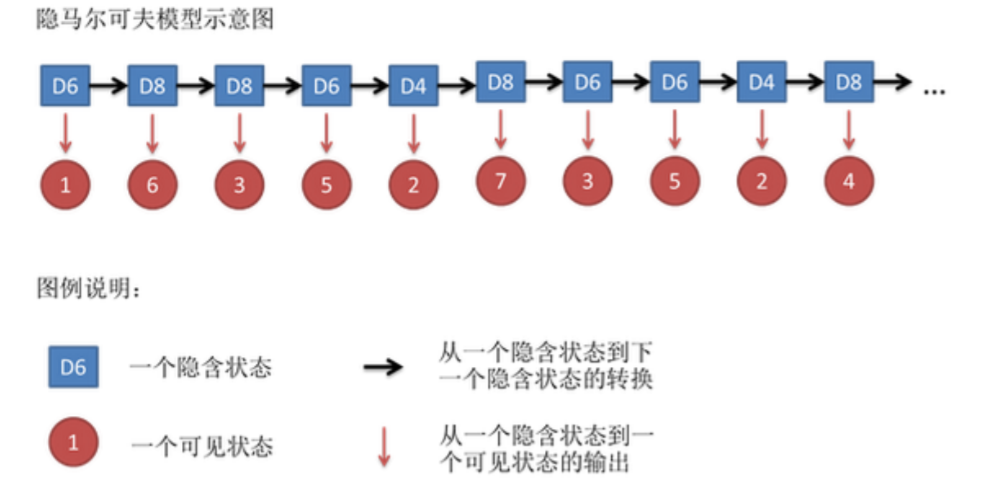 隐马尔可夫模型示意图
D6 D8 D8 D6 D4 D8 D6 D6 D4 D8 ...
1 6 3 5 2 7 3 5 2 4
图例说明：
D6 一个隐含状态
从一个隐含状态到下
一个隐含状态的转换
1 一个可见状态
从一个隐含状态到一
个可见状态的输出